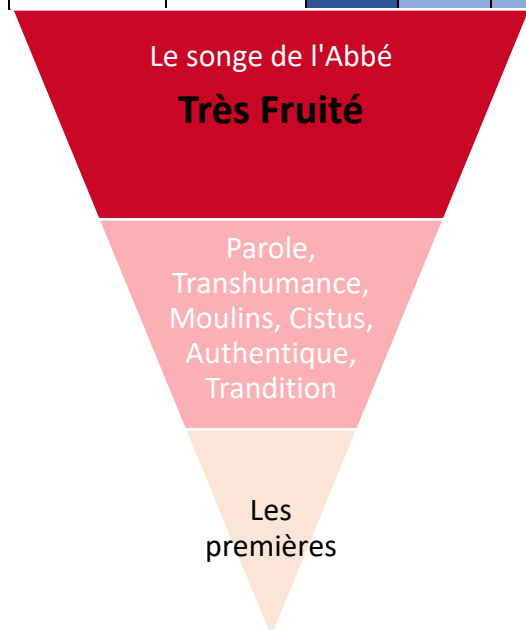 Le songe de l'Abbé
Très Fruité
Parole,
Transhumance,
Moulins, Cistus,
Authentique,
Trandition
Les
premières